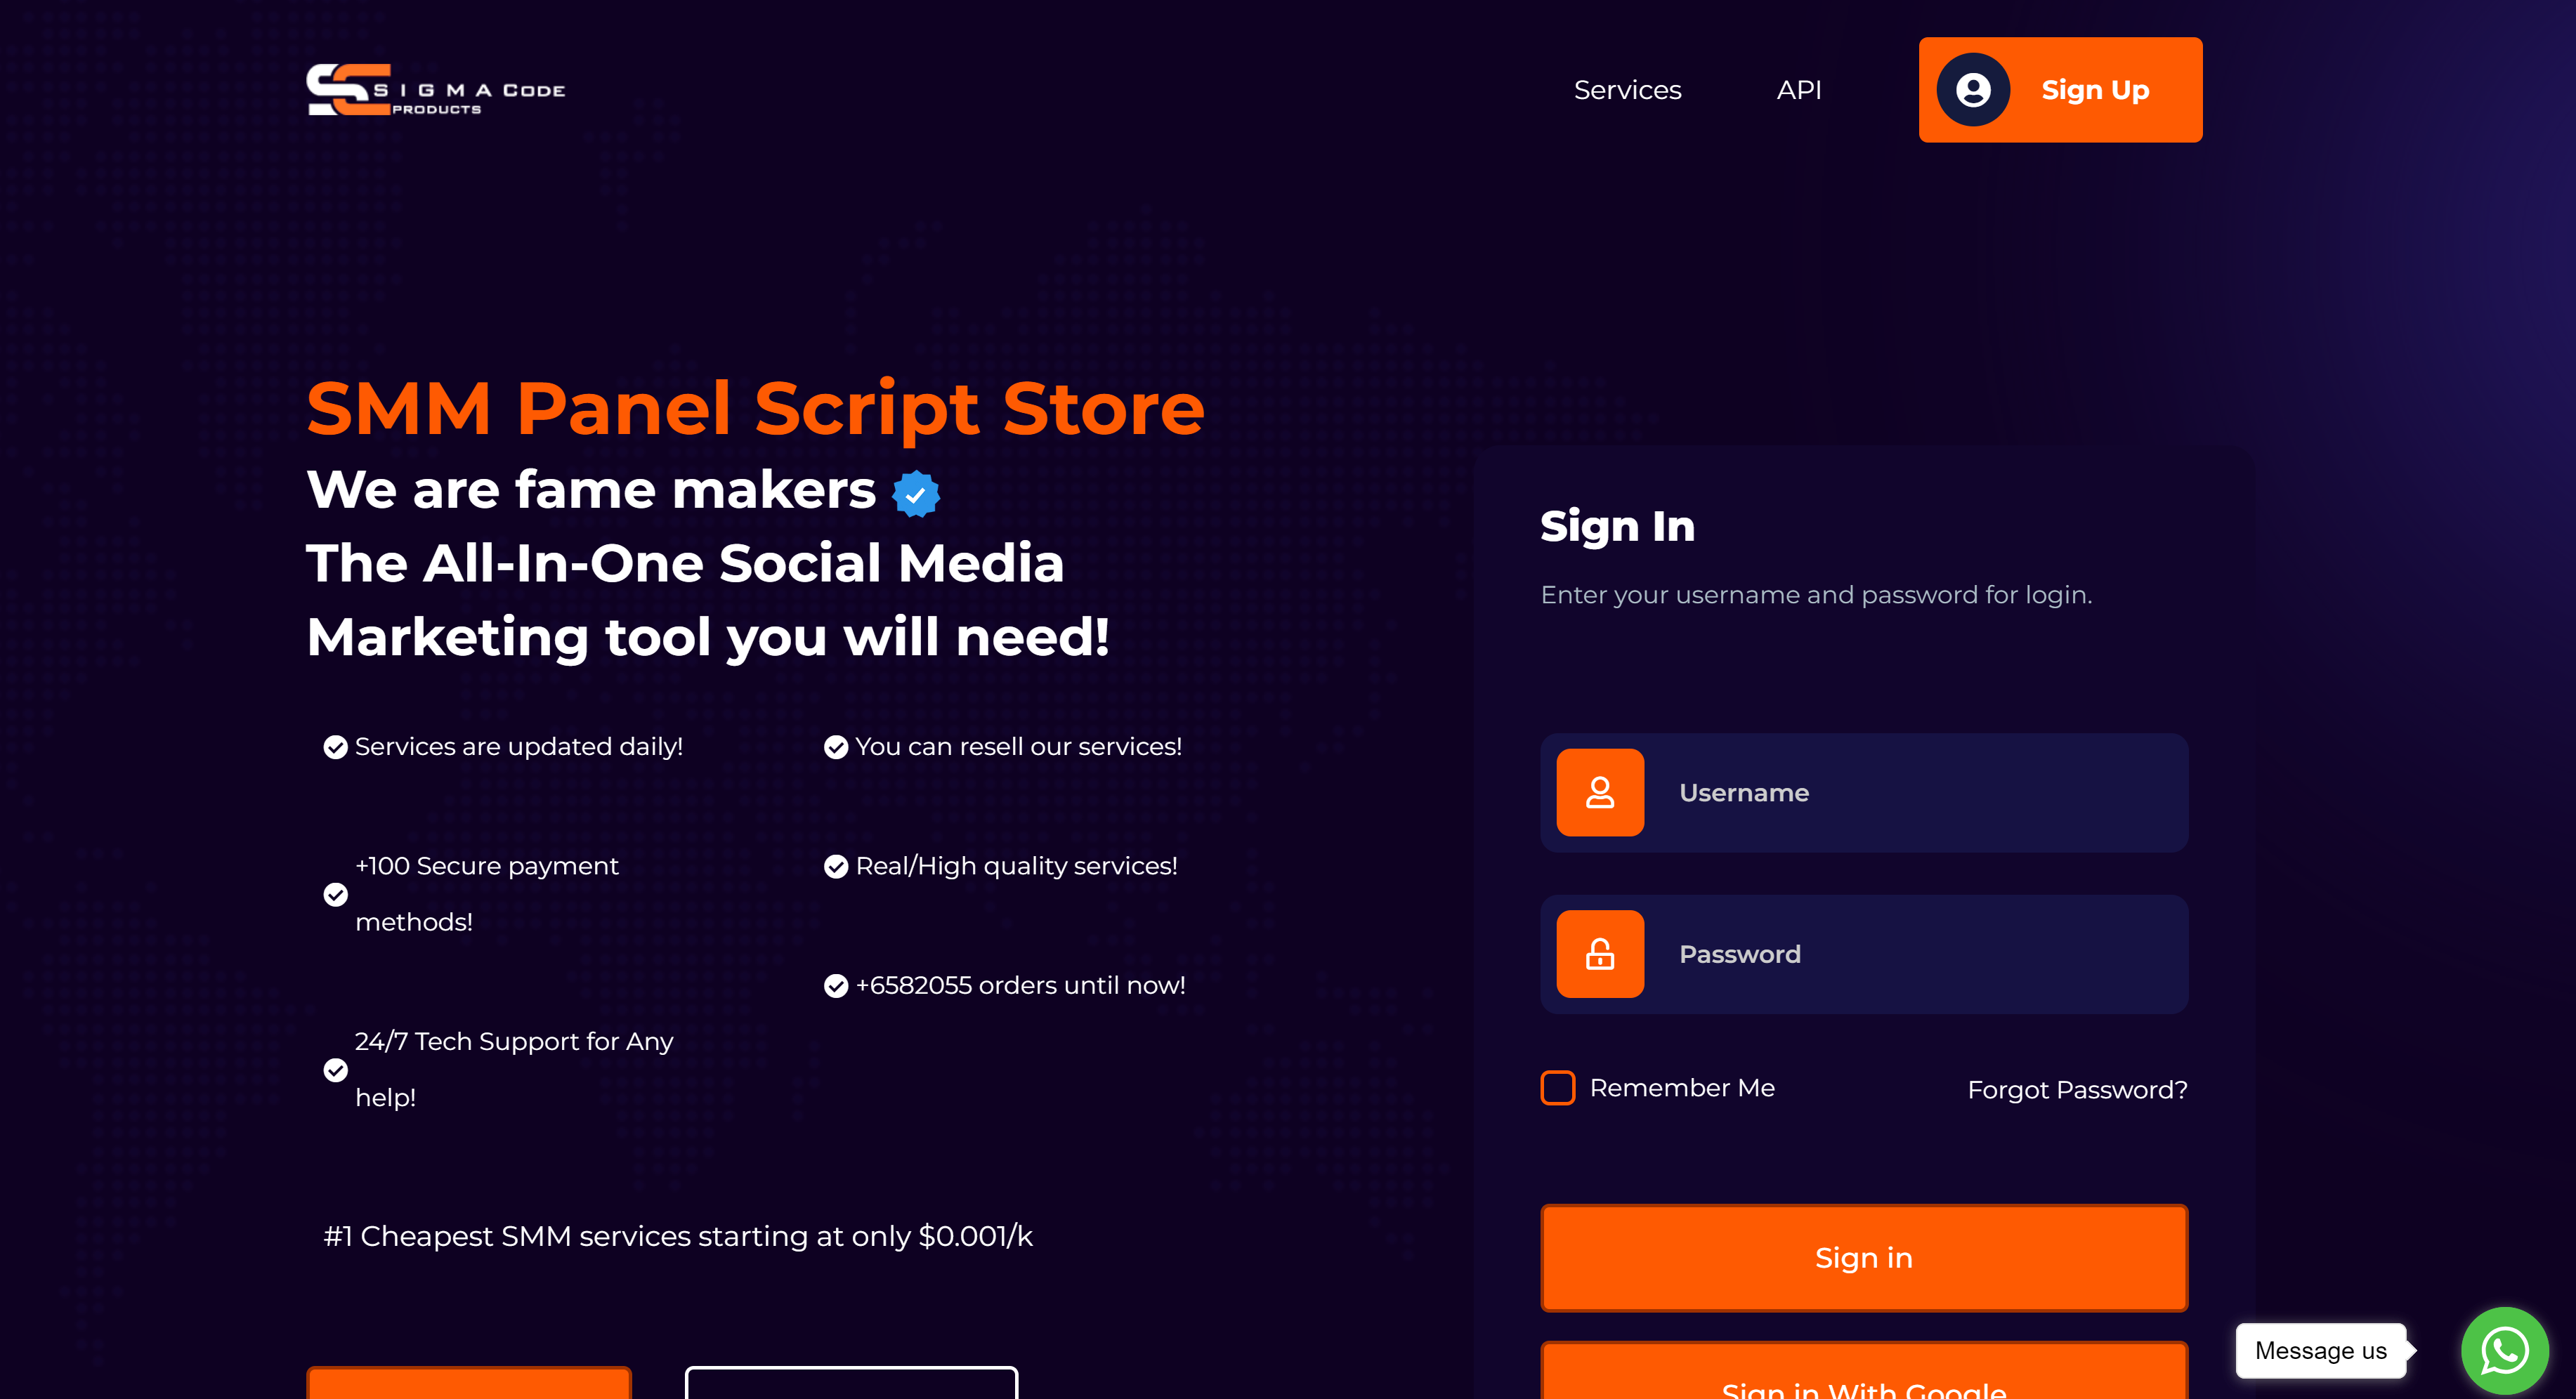 SIGMA CODE
PRODUCTS
Services
API
Sign Up
SMM Panel Script Store
We are fame makers
The All-In-One Social Media
Marketing tool you will need!
Services are updated daily!
+100 Secure payment
methods!
24/7 Tech Support for Any
help!
You can resell our services!
Real/High quality services!
+6582055 orders until now!
#1 Cheapest SMM services starting at only $0.001/k
Sign In
Enter your username and password for login.
Username
Password
Remember Me
Forgot Password?
Sign in
Sign in With Google
Message us